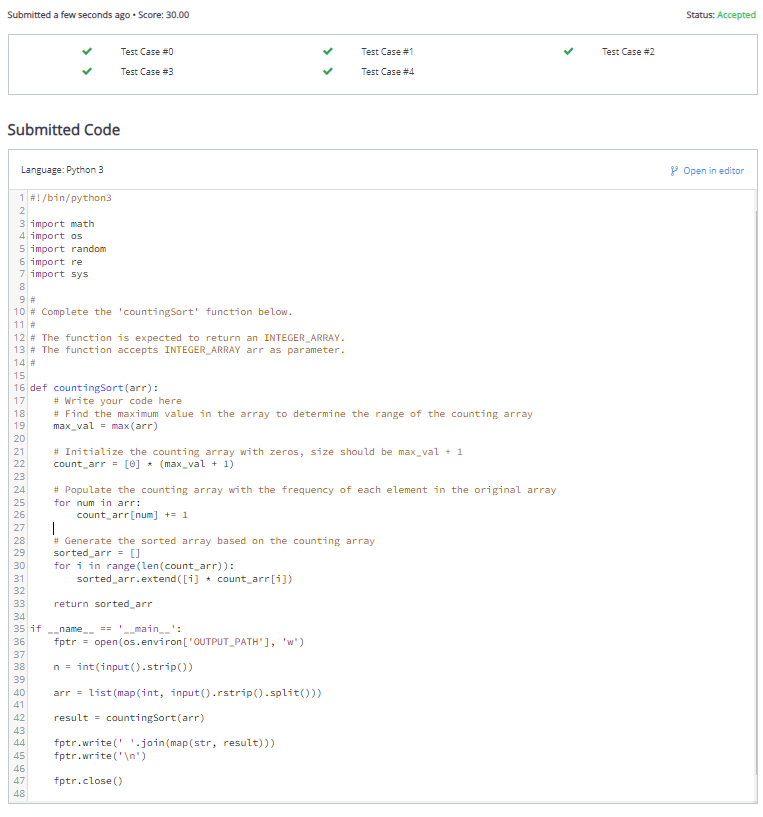 Submitted a few seconds ago • Score: 30.00 Status: Accepted
Test Case #0 Test Case #1 Test Case #2
Test Case #3 Test Case #4
Submitted Code
Language: Python 3 Open in editor
1 #!/bin/python3
2
3 import math
4 import os
5 import random
6 import re
7 import sys
8
9 #
10 # Complete the 'countingSort' function below.
11 #
12 # The function is expected to return an INTEGER_ARRAY.
13 # The function accepts INTEGER_ARRAY arr as parameter.
14 #
15
16 def countingSort(arr):
17     # Write your code here
18     # Find the maximum value in the array to determine the range of the counting array
19     max_val = max(arr)
20
21     # Initialize the counting array with zeros, size should be max_val + 1
22     count_arr = [0] * (max_val + 1)
23
24     # Populate the counting array with the frequency of each element in the original array
25     for num in arr:
26         count_arr[num] += 1
27
28     # Generate the sorted array based on the counting array
29     sorted_arr = []
30     for i in range(len(count_arr)):
31         sorted_arr.extend([i] * count_arr[i])
32
33     return sorted_arr
34
35 if __name__ == '__main__':
36     fptr = open(os.environ['OUTPUT_PATH'], 'w')
37
38     n = int(input().strip())
39
40     arr = list(map(int, input().rstrip().split()))
41
42     result = countingSort(arr)
43
44     fptr.write(' '.join(map(str, result)))
45     fptr.write('\n')
46
47     fptr.close()
48